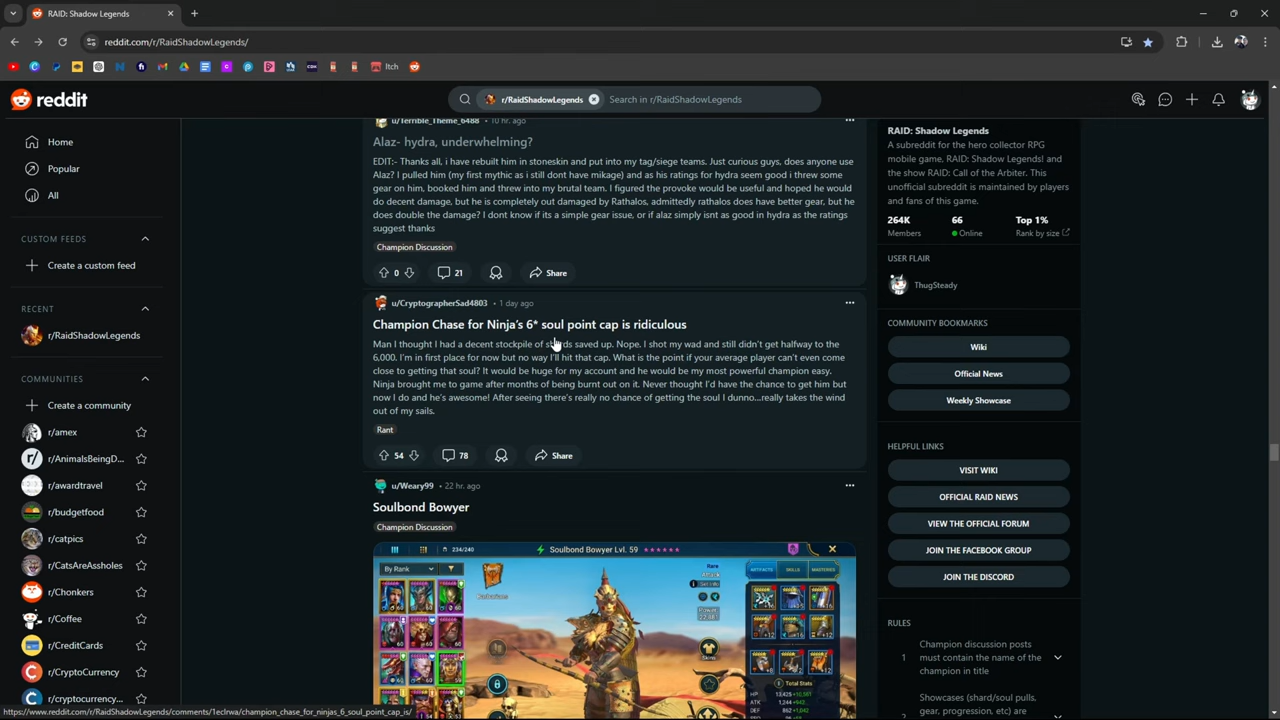 RAID: Shadow Legends
reddit.com/r/RaidShadowLegends/
Itch
reddit
r/RaidShadowLegends
Search in r/RaidShadowLegends
Home
Popular
All
CUSTOM FEEDS
Create a custom feed
RECENT
r/RaidShadowLegends
COMMUNITIES
Create a community
r/amex
r/AnimalsBeingD...
r/awardtravel
r/budgetfood
r/catpics
r/CatsAreAssholes
r/Chonkers
r/Coffee
r/CreditCards
r/CryptoCurrency
r/cryptocurrency...
https://www.reddit.com/r/RaidShadowLegends/comments/1eclrwa/champion_chase_for_ninjas_6_soul_point_cap_is/
u/Terrible_Theme_6488 • 10 hr. ago
Alaz- hydra, underwhelming?
EDIT:- Thanks all, i have rebuilt him in stoneskin and put into my tag/siege teams. Just curious guys, does anyone use
Alaz? I pulled him (my first mythic as i still dont have mikage) and as his ratings for hydra seem good i threw some
gear on him, booked him and threw into my brutal team. I figured the provoke would be useful and hoped he would
do decent damage, but he is completely out damaged by Rathalos, admittedly rathalos does have better gear, but he
does double the damage? I dont know if its a simple gear issue, or if alaz simply isnt as good in hydra as the ratings
suggest thanks
Champion Discussion
0
21
Share
u/CryptographerSad4803 • 1 day ago
Champion Chase for Ninja's 6* soul point cap is ridiculous
Man I thought I had a decent stockpile of shards saved up. Nope. I shot my wad and still didn't get halfway to the
6,000. I'm in first place for now but no way I'll hit that cap. What is the point if your average player can't even come
close to getting that soul? It would be huge for my account and he would be my most powerful champion easy.
Ninja brought me to game after months of being burnt out on it. Never thought I'd have the chance to get him but
now I do and he's awesome! After seeing there's really no chance of getting the soul I dunno...really takes the wind
out of my sails.
Rant
54
78
Share
u/Weary99 • 22 hr. ago
Soulbond Bowyer
Champion Discussion
234/240
Soulbond Bowyer Lvl. 59
By Rank
Barbarians
Rare
Attack
Power:
22,881
ARTIFACTS
SKILLS
MASTERIES
Skins
Total Stats
HP
ATK
DEF
RAID: Shadow Legends
A subreddit for the hero collector RPG
mobile game, RAID: Shadow Legends! and
the show RAID: Call of the Arbiter. This
unofficial subreddit is maintained by players
and fans of this game.
264K
66
Top 1%
Members
Online
Rank by size
USER FLAIR
ThugSteady
COMMUNITY BOOKMARKS
Wiki
Official News
Weekly Showcase
HELPFUL LINKS
VISIT WIKI
OFFICIAL RAID NEWS
VIEW THE OFFICIAL FORUM
JOIN THE FACEBOOK GROUP
JOIN THE DISCORD
RULES
1
Champion discussion posts
must contain the name of the
champion in title
Showcases (shard/soul pulls,
gear, progression, etc) are